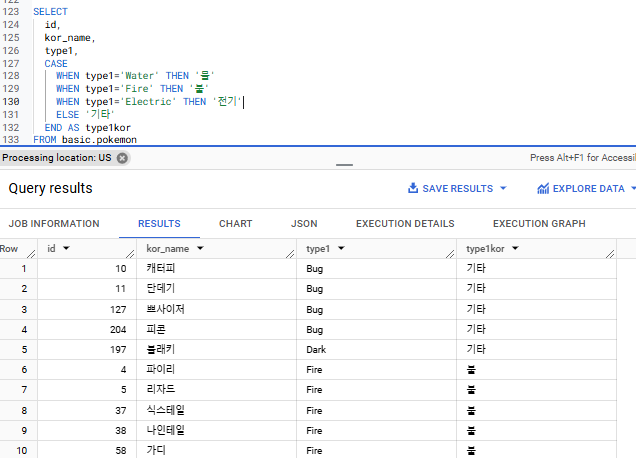 123 SELECT
124 id,
125 kor_name,
126 type1,
127 CASE
128 WHEN type1='Water' THEN '물'
129 WHEN type1='Fire' THEN '불'
130 WHEN type1='Electric' THEN '전기'
131 ELSE '기타'
132 END AS type1kor
133 FROM basic.pokemon
Processing location: US Press Alt+F1 for Accessi
Query results SAVE RESULTS EXPLORE DATA
JOB INFORMATION RESULTS CHART JSON EXECUTION DETAILS EXECUTION GRAPH
Row id kor_name type1 type1kor
1 10 캐터피 Bug 기타
2 11 단데기 Bug 기타
3 127 쁘사이저 Bug 기타
4 204 피콘 Bug 기타
5 197 블래키 Dark 기타
6 4 파이리 Fire 불
7 5 리자드 Fire 불
8 37 식스테일 Fire 불
9 38 나인테일 Fire 불
10 58 가디 Fire 불